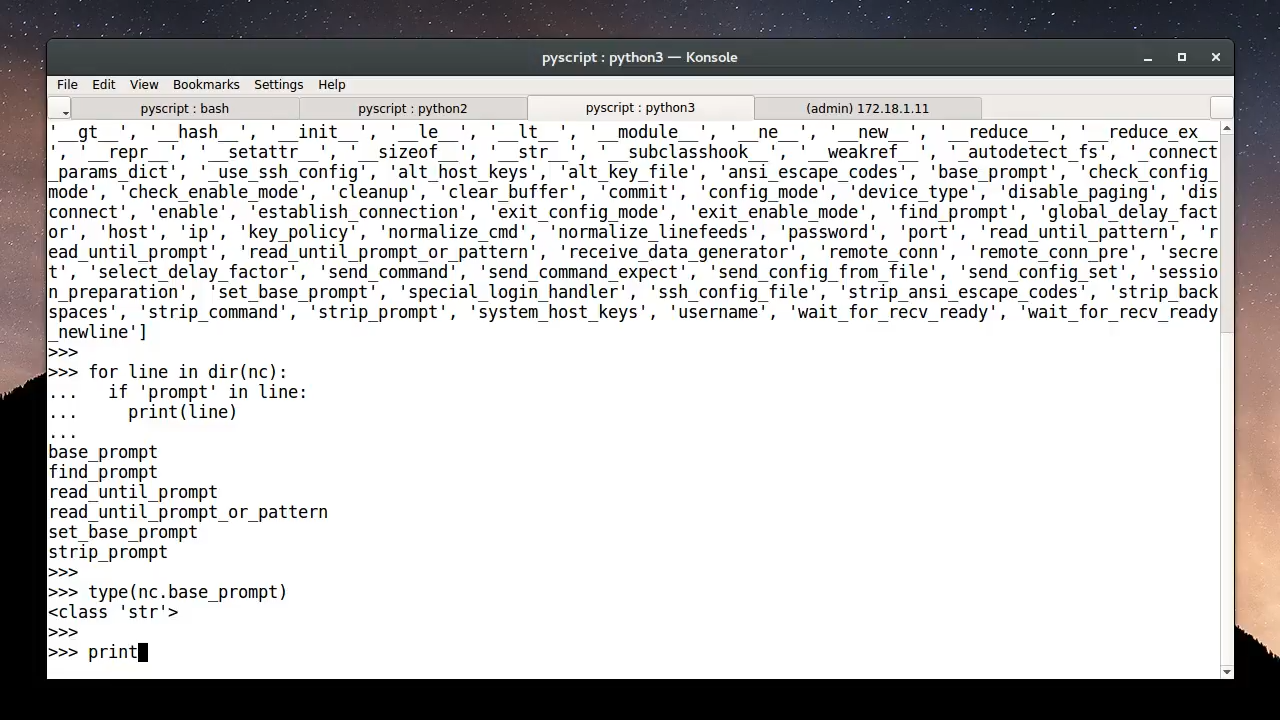 pyscript : python3 — Konsole
File Edit View Bookmarks Settings Help
pyscript : bash pyscript : python2 pyscript : python3 (admin) 172.18.1.11
'__gt__', '__hash__', '__init__', '__le__', '__lt__', '__module__', '__ne__', '__new__', '__reduce__', '__reduce_ex__
', '__repr__', '__setattr__', '__sizeof__', '__str__', '__subclasshook__', '__weakref__', '_autodetect_fs', '_connect
_params_dict', '_use_ssh_config', 'alt_host_keys', 'alt_key_file', 'ansi_escape_codes', 'base_prompt', 'check_config_
mode', 'check_enable_mode', 'cleanup', 'clear_buffer', 'commit', 'config_mode', 'device_type', 'disable_paging', 'dis
connect', 'enable', 'establish_connection', 'exit_config_mode', 'exit_enable_mode', 'find_prompt', 'global_delay_fact
or', 'host', 'ip', 'key_policy', 'normalize_cmd', 'normalize_linefeeds', 'password', 'port', 'read_until_pattern', 'r
ead_until_prompt', 'read_until_prompt_or_pattern', 'receive_data_generator', 'remote_conn', 'remote_conn_pre', 'secre
t', 'select_delay_factor', 'send_command', 'send_command_expect', 'send_config_from_file', 'send_config_set', 'sessio
n_preparation', 'set_base_prompt', 'special_login_handler', 'ssh_config_file', 'strip_ansi_escape_codes', 'strip_back
spaces', 'strip_command', 'strip_prompt', 'system_host_keys', 'username', 'wait_for_recv_ready', 'wait_for_recv_ready
_newline']
>>>
>>> for line in dir(nc):
...   if 'prompt' in line:
...     print(line)
...
base_prompt
find_prompt
read_until_prompt
read_until_prompt_or_pattern
set_base_prompt
strip_prompt
>>>
>>> type(nc.base_prompt)
<class 'str'>
>>>
>>> print